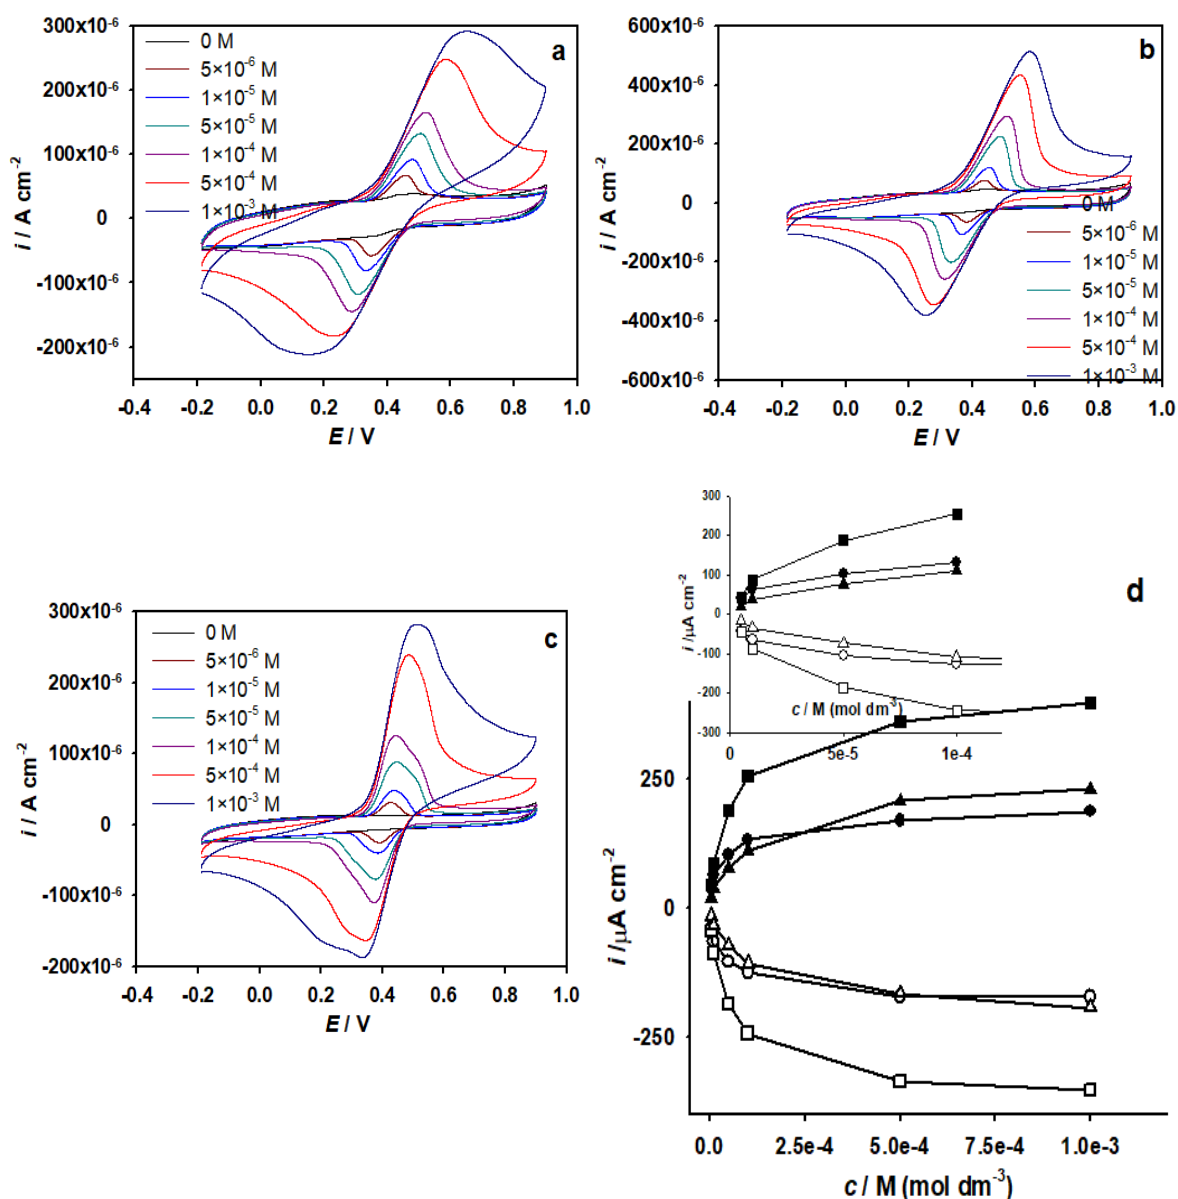 300x10⁻⁶
200x10⁻⁶
100x10⁻⁶
0
-100x10⁻⁶
-200x10⁻⁶
i / A cm⁻²
0 M
5×10⁻⁶ M
1×10⁻⁵ M
5×10⁻⁵ M
1×10⁻⁴ M
5×10⁻⁴ M
1×10⁻³ M
a
-0.4 -0.2 0.0 0.2 0.4 0.6 0.8 1.0
E / V
600x10⁻⁶
400x10⁻⁶
200x10⁻⁶
0
-200x10⁻⁶
-400x10⁻⁶
-600x10⁻⁶
i / A cm⁻²
b
0 M
5×10⁻⁶ M
1×10⁻⁵ M
5×10⁻⁵ M
1×10⁻⁴ M
5×10⁻⁴ M
1×10⁻³ M
-0.4 -0.2 0.0 0.2 0.4 0.6 0.8 1.0
E / V
300x10⁻⁶
200x10⁻⁶
100x10⁻⁶
0
-100x10⁻⁶
-200x10⁻⁶
i / A cm⁻²
0 M
5×10⁻⁶ M
1×10⁻⁵ M
5×10⁻⁵ M
1×10⁻⁴ M
5×10⁻⁴ M
1×10⁻³ M
c
-0.4 -0.2 0.0 0.2 0.4 0.6 0.8 1.0
E / V
300
200
100
0
-100
-200
-300
i /µA cm⁻²
c / M (mol dm⁻³)
0 5e-5 1e-4
d
250
0
-250
i /µA cm⁻²
0.0 2.5e-4 5.0e-4 7.5e-4 1.0e-3
c / M (mol dm⁻³)